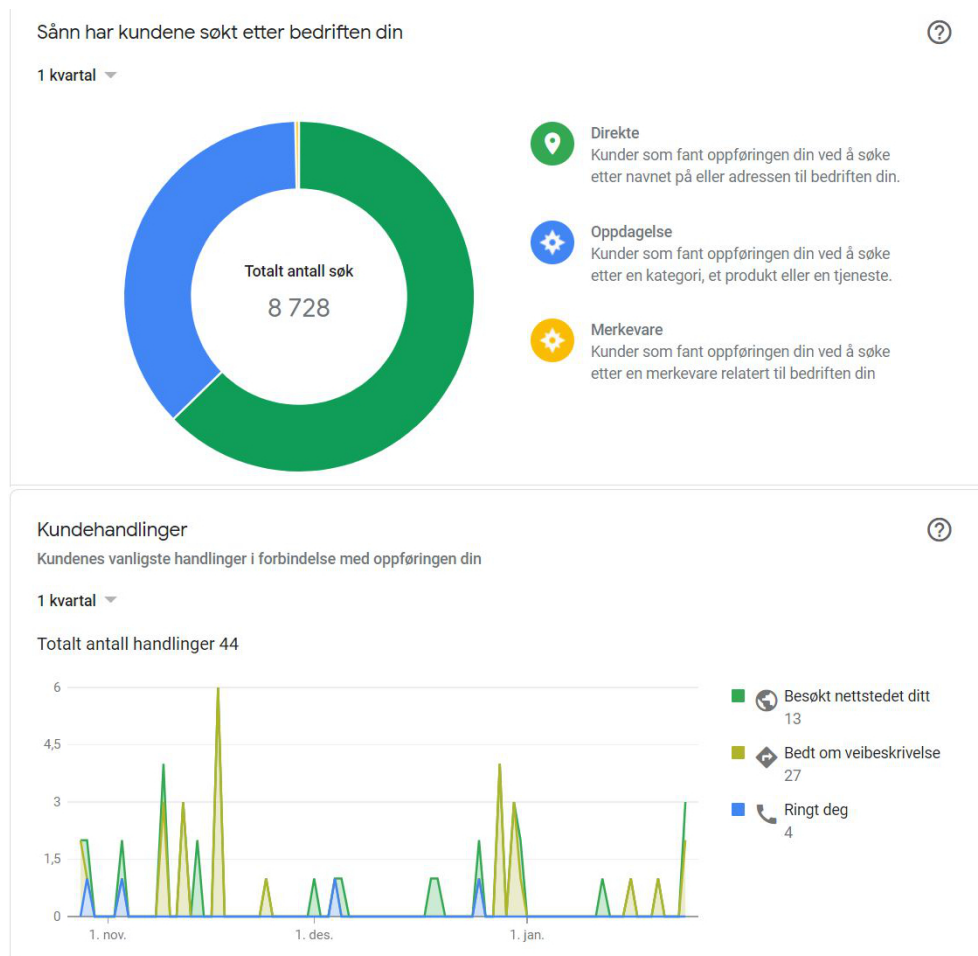 Sånn har kundene søkt etter bedriften din
1 kvartal
Totalt antall søk
8 728
Direkte
Kunder som fant oppføringen din ved å søke
etter navnet på eller adressen til bedriften din.
Oppdagelse
Kunder som fant oppføringen din ved å søke
etter en kategori, et produkt eller en tjeneste.
Merkevare
Kunder som fant oppføringen din ved å søke
etter en merkevare relatert til bedriften din
Kundehandlinger
Kundenes vanligste handlinger i forbindelse med oppføringen din
1 kvartal
Totalt antall handlinger 44
6
4,5
3
1,5
0
1. nov.
1. des.
1. jan.
Besøkt nettstedet ditt
13
Bedt om veibeskrivelse
27
Ringt deg
4